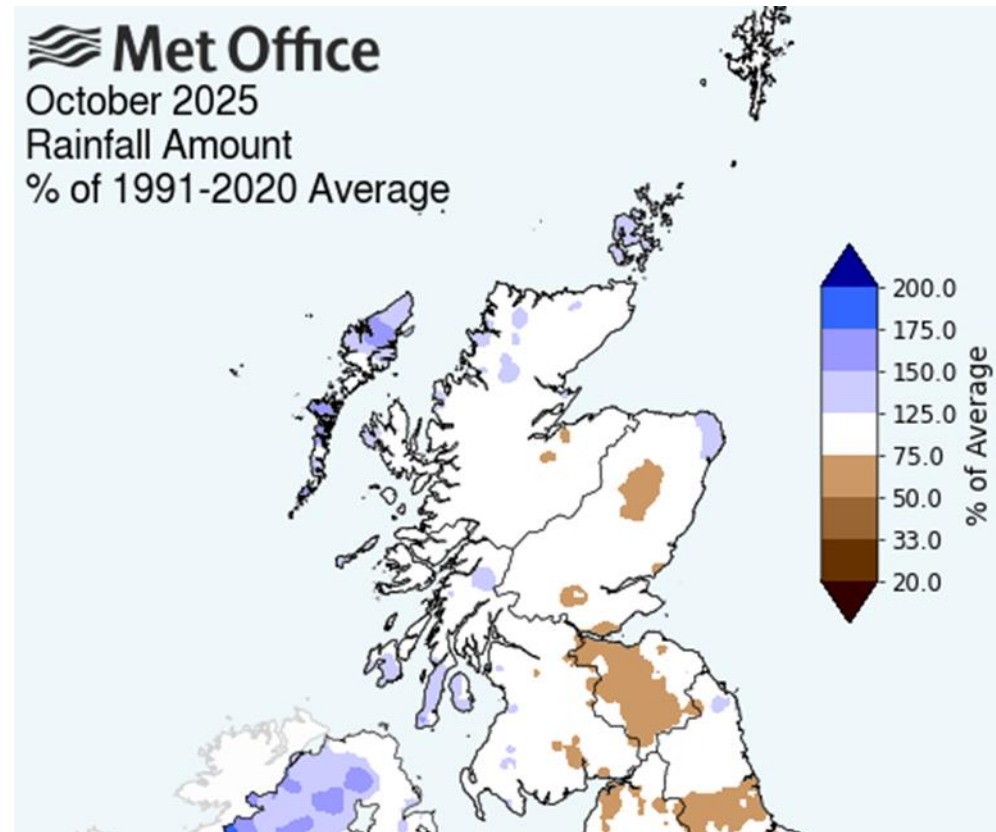 Met Office
October 2025
Rainfall Amount
% of 1991-2020 Average
200.0
175.0
150.0
125.0
75.0
50.0
33.0
20.0
% of Average